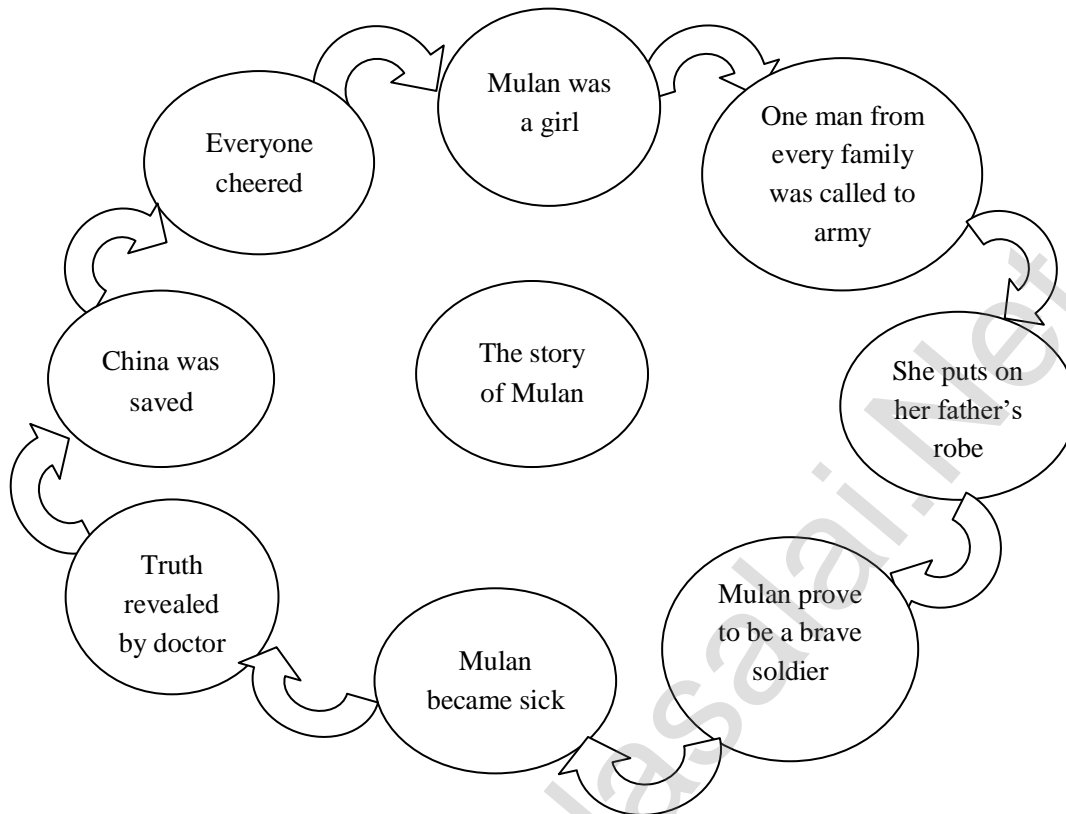 Mulan was
a girl
One man from
every family
was called to
army
She puts on
her father's
robe
Mulan prove
to be a brave
soldier
Mulan
became sick
Truth
revealed
by doctor
China was
saved
Everyone
cheered
The story
of Mulan
lasalai.Net